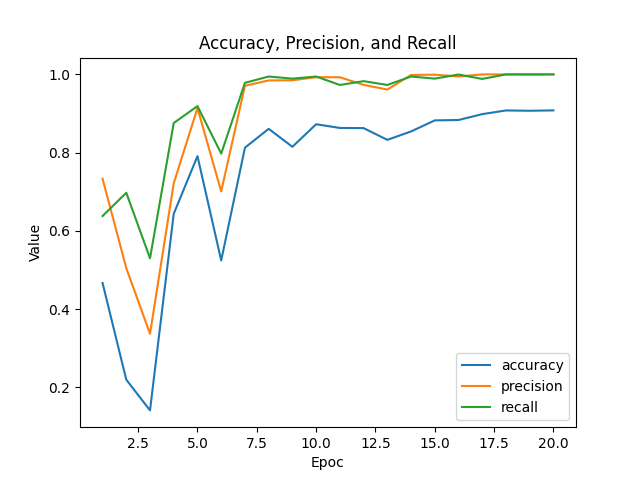 Accuracy, Precision, and Recall
1.0
0.8
0.6
0.4
0.2
Value
accuracy
precision
recall
2.5 5.0 7.5 10.0 12.5 15.0 17.5 20.0
Epoc